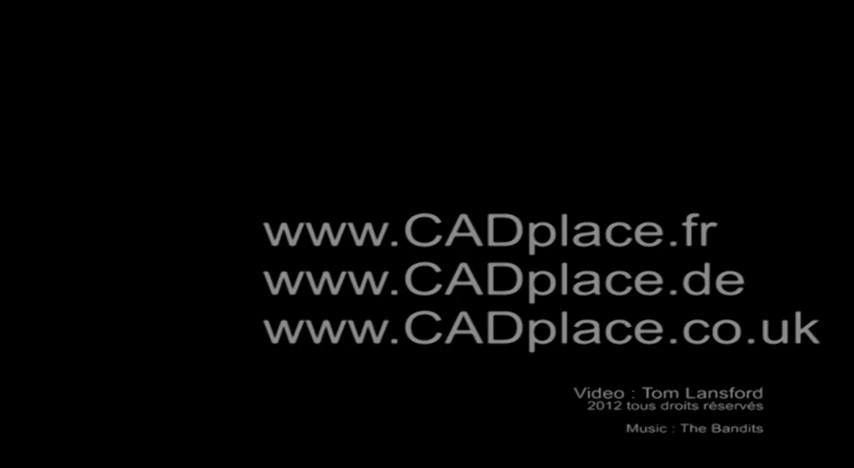 www.CADplace.fr
www.CADplace.de
www.CADplace.co.uk
Video : Tom Lansford
2012 tous droits réservés
Music : The Bandits